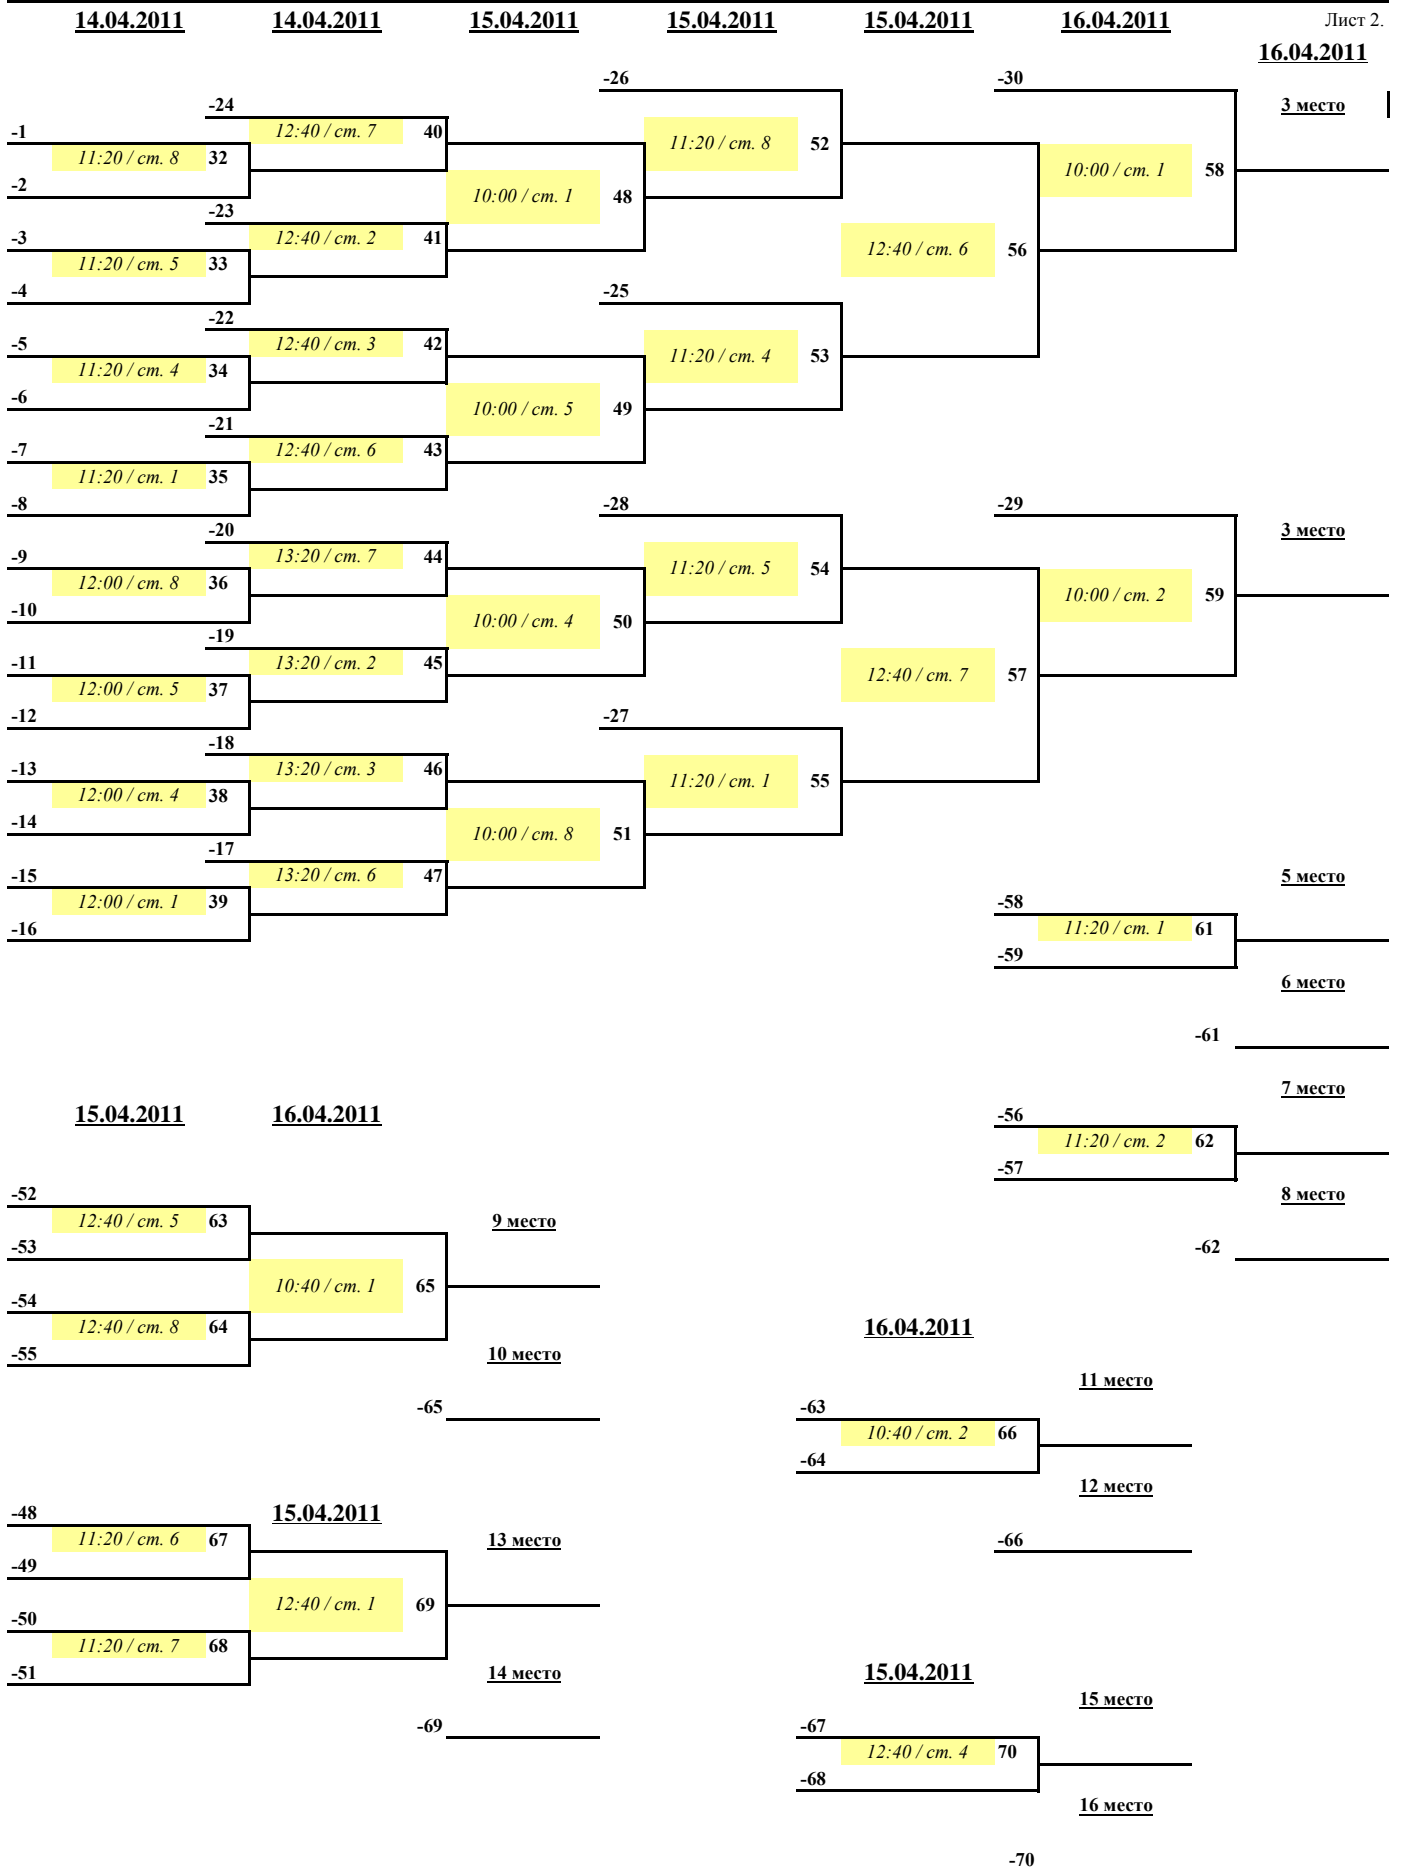 14.04.2011 14.04.2011 15.04.2011 15.04.2011 15.04.2011 16.04.2011 Лист 2.
16.04.2011
-26 -30
-24 3 место
-1 12:40 / ст. 7 40
11:20 / ст. 8 32 11:20 / ст. 8 52
-2 10:00 / ст. 1 58
10:00 / ст. 1 48
-23
-3 12:40 / ст. 2 41
11:20 / ст. 5 33 12:40 / ст. 6 56
-4 -25
-22
-5 12:40 / ст. 3 42
11:20 / ст. 4 34 11:20 / ст. 4 53
-6
10:00 / ст. 5 49
-21
-7 12:40 / ст. 6 43
11:20 / ст. 1 35
-8 -28 -29
-20 3 место
-9 13:20 / ст. 7 44
12:00 / ст. 8 36 11:20 / ст. 5 54
-10 10:00 / ст. 2 59
10:00 / ст. 4 50
-19
-11 13:20 / ст. 2 45
12:00 / ст. 5 37 12:40 / ст. 7 57
-12 -27
-18
-13 13:20 / ст. 3 46
12:00 / ст. 4 38 11:20 / ст. 1 55
-14
10:00 / ст. 8 51
-17
-15 13:20 / ст. 6 47 5 место
12:00 / ст. 1 39 -58
-16 11:20 / ст. 1 61
-59
6 место
-61
7 место
15.04.2011 16.04.2011 -56
11:20 / ст. 2 62
-57
-52 8 место
12:40 / ст. 5 63 9 место
-53 -62
10:40 / ст. 1 65
-54
12:40 / ст. 8 64 16.04.2011
-55 10 место
11 место
-65 -63
10:40 / ст. 2 66
-64
12 место
-48 15.04.2011
11:20 / ст. 6 67 13 место -66
-49
12:40 / ст. 1 69
-50
11:20 / ст. 7 68
-51 14 место 15.04.2011
15 место
-69 -67
12:40 / ст. 4 70
-68
16 место
-70